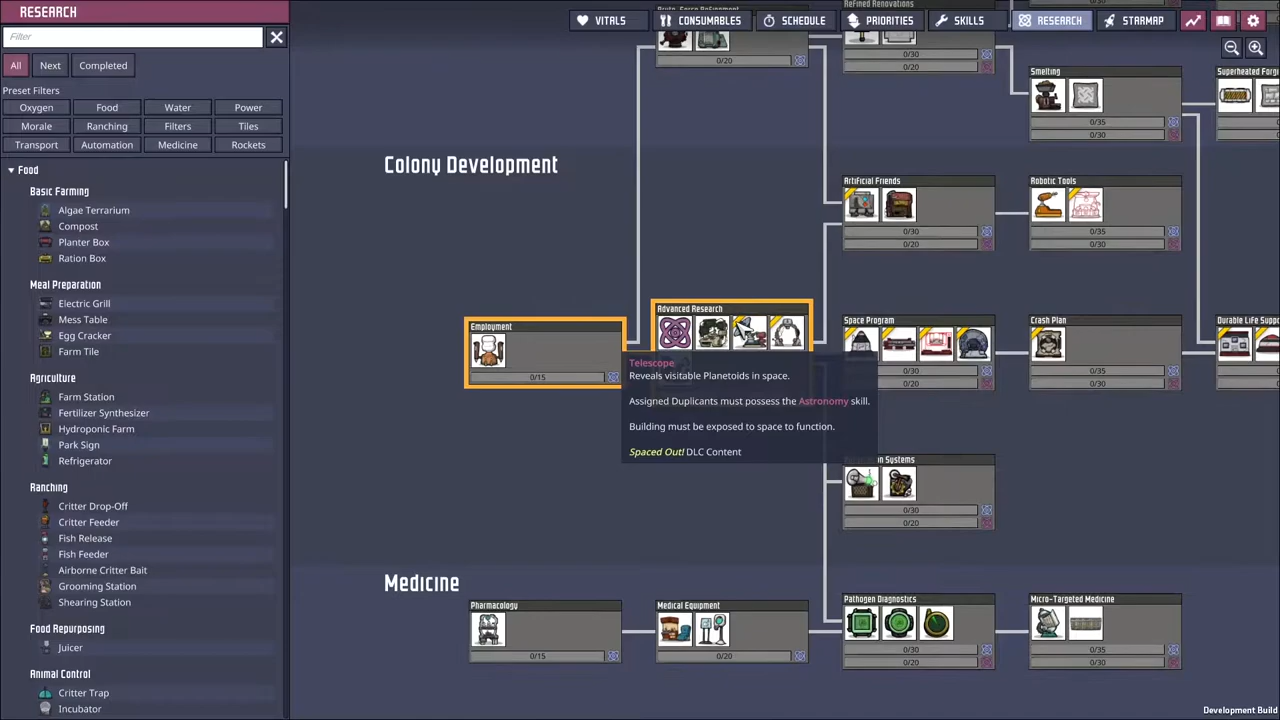 RESEARCH
Filter
All
Next
Completed
Preset Filters
Oxygen
Food
Water
Power
Morale
Ranching
Filters
Tiles
Transport
Automation
Medicine
Rockets
Food
Basic Farming
Algae Terrarium
Compost
Planter Box
Ration Box
Meal Preparation
Electric Grill
Mess Table
Egg Cracker
Farm Tile
Agriculture
Farm Station
Fertilizer Synthesizer
Hydroponic Farm
Park Sign
Refrigerator
Ranching
Critter Drop-Off
Critter Feeder
Fish Release
Fish Feeder
Airborne Critter Bait
Grooming Station
Shearing Station
Food Repurposing
Juicer
Animal Control
Critter Trap
Incubator
VITALS
CONSUMABLES
SCHEDULE
PRIORITIES
SKILLS
RESEARCH
STARMAP
Brute-Force Refinement
0/20
Refined Renovations
0/30
0/20
Smelting
0/35
0/30
Superheated Forg
Colony Development
Artificial Friends
0/30
0/20
Robotic Tools
0/35
0/30
Employment
0/15
Advanced Research
Space Program
0/30
0/20
Crash Plan
0/35
0/30
Durable Life Supp
Telescope
Reveals visitable Planetoids in space.
Assigned Duplicants must possess the Astronomy skill.
Building must be exposed to space to function.
Spaced Out! DLC Content
Systems
0/30
0/20
Medicine
Pharmacology
0/15
Medical Equipment
0/20
Pathogen Diagnostics
0/30
0/20
Micro-Targeted Medicine
0/35
0/30
Development Build